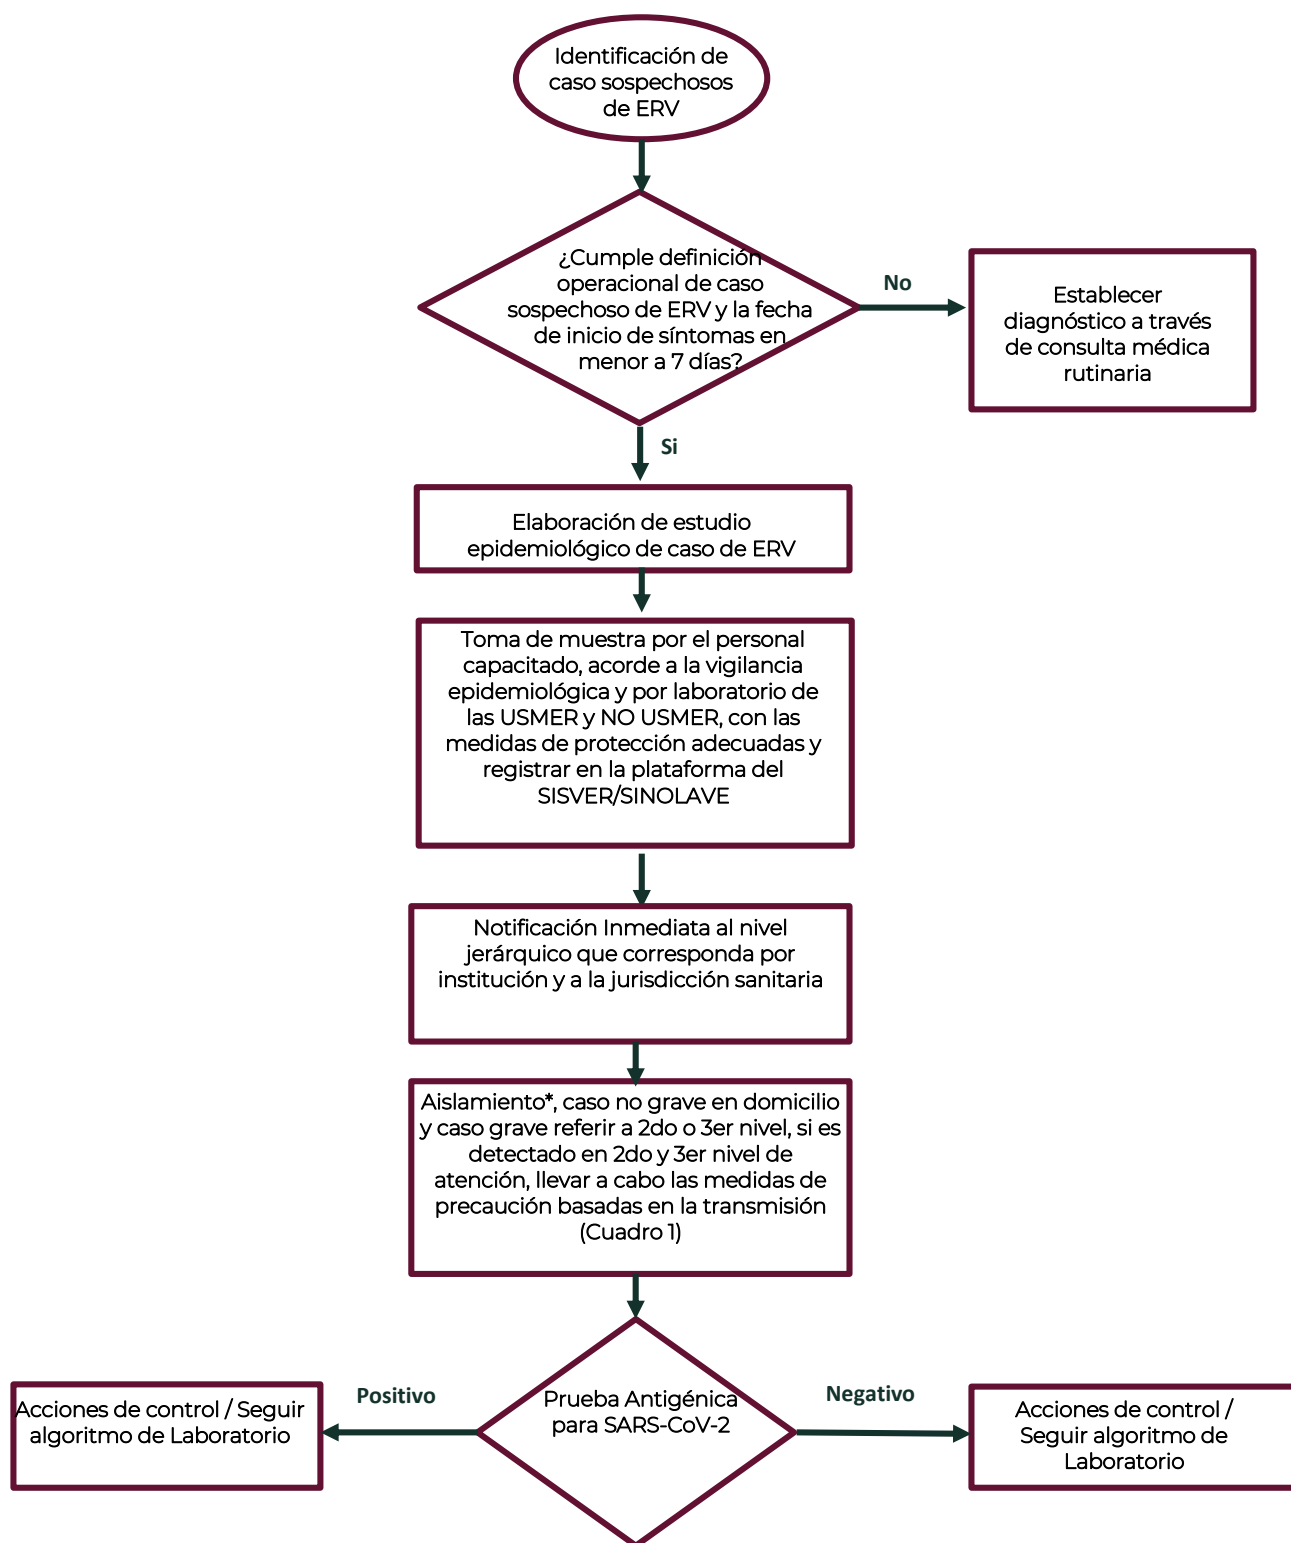 Identificación de
caso sospechosos
de ERV
¿Cumple definición
operacional de caso
sospechoso de ERV y la fecha
de inicio de síntomas en
menor a 7 días?
No
Establecer
diagnóstico a través
de consulta médica
rutinaria
Si
Elaboración de estudio
epidemiológico de caso de ERV
Toma de muestra por el personal
capacitado, acorde a la vigilancia
epidemiológica y por laboratorio de
las USMER y NO USMER, con las
medidas de protección adecuadas y
registrar en la plataforma del
SISVER/SINOLAVE
Notificación Inmediata al nivel
jerárquico que corresponda por
institución y a la jurisdicción sanitaria
Aislamiento*, caso no grave en domicilio
y caso grave referir a 2do o 3er nivel, si es
detectado en 2do y 3er nivel de
atención, llevar a cabo las medidas de
precaución basadas en la transmisión
(Cuadro 1)
Prueba Antigénica
para SARS-CoV-2
Positivo
Acciones de control / Seguir
algoritmo de Laboratorio
Negativo
Acciones de control /
Seguir algoritmo de
Laboratorio